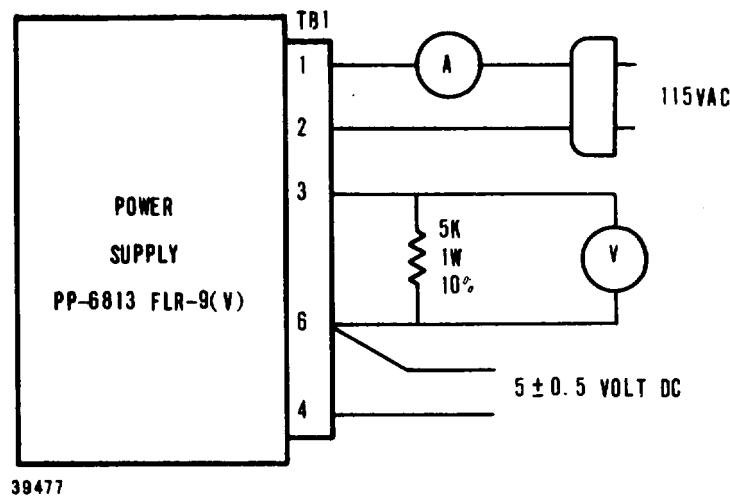 TB1
1
A
115VAC
2
3
POWER
SUPPLY
PP-6813 FLR-9(V)
5K
1W
10%
V
6
5±0.5 VOLT DC
4
39477